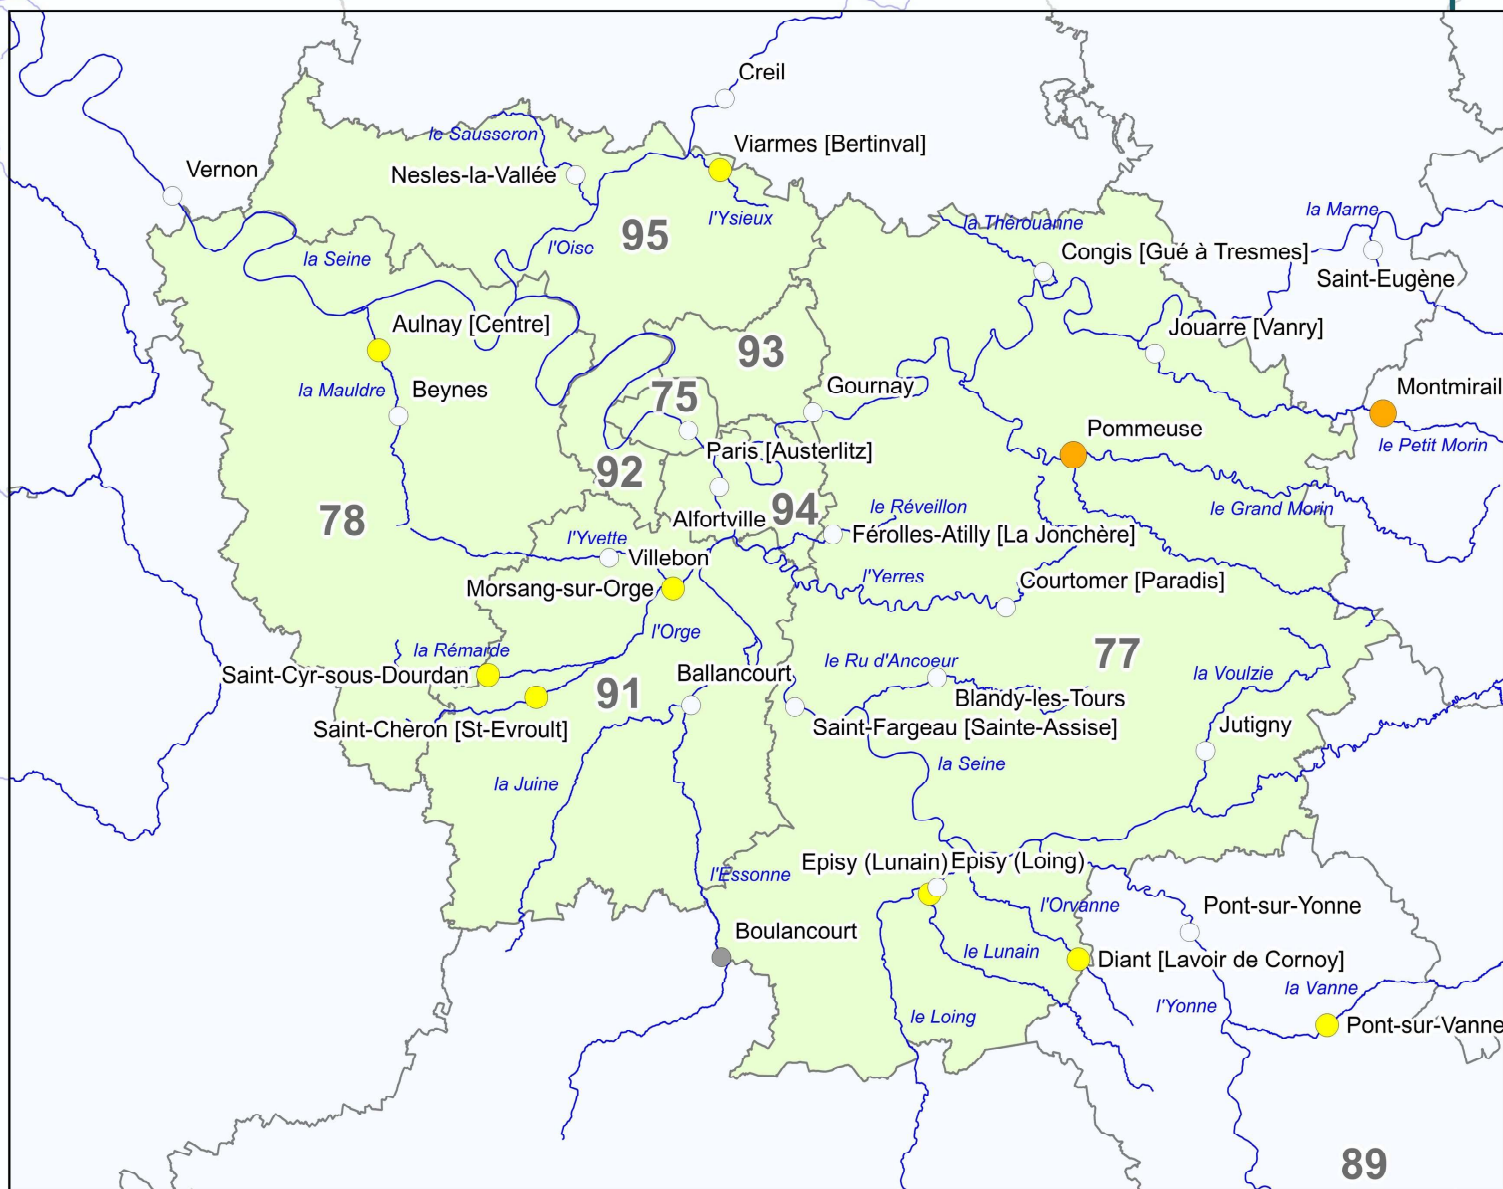 Creil
le Sausseron
Viarmes [Bertinval]
Vernon
Nesles-la-Vallée
la Marne
l'Ysieux
la Thérouanne
95
l'Oise
Congis [Gué à Tresmes]
la Seine
Saint-Eugène
Aulnay [Centre]
Jouarre [Vanry]
93
la Mauldre
Beynes
75
Gournay
Montmirail
Pommeuse
le Petit Morin
Paris [Austerlitz]
92
le Réveillon
le Grand Morin
78
Alfortville
94
l'Yvette
Férolles-Atilly [La Jonchère]
Villebon
Morsang-sur-Orge
l'Yerres
Courtomer [Paradis]
l'Orge
la Rémarde
77
le Ru d'Ancoeur
Saint-Cyr-sous-Dourdan
Ballancourt
la Voulzie
91
Blandy-les-Tours
Saint-Chéron [St-Evroult]
Saint-Fargeau [Sainte-Assise]
Jutigny
la Juine
la Seine
Episy (Lunain)
Episy (Loing)
l'Essonne
l'Orvanne
Pont-sur-Yonne
Boulancourt
le Lunain
Diant [Lavoir de Cornoy]
la Vanne
l'Yonne
le Loing
Pont-sur-Vanne
89